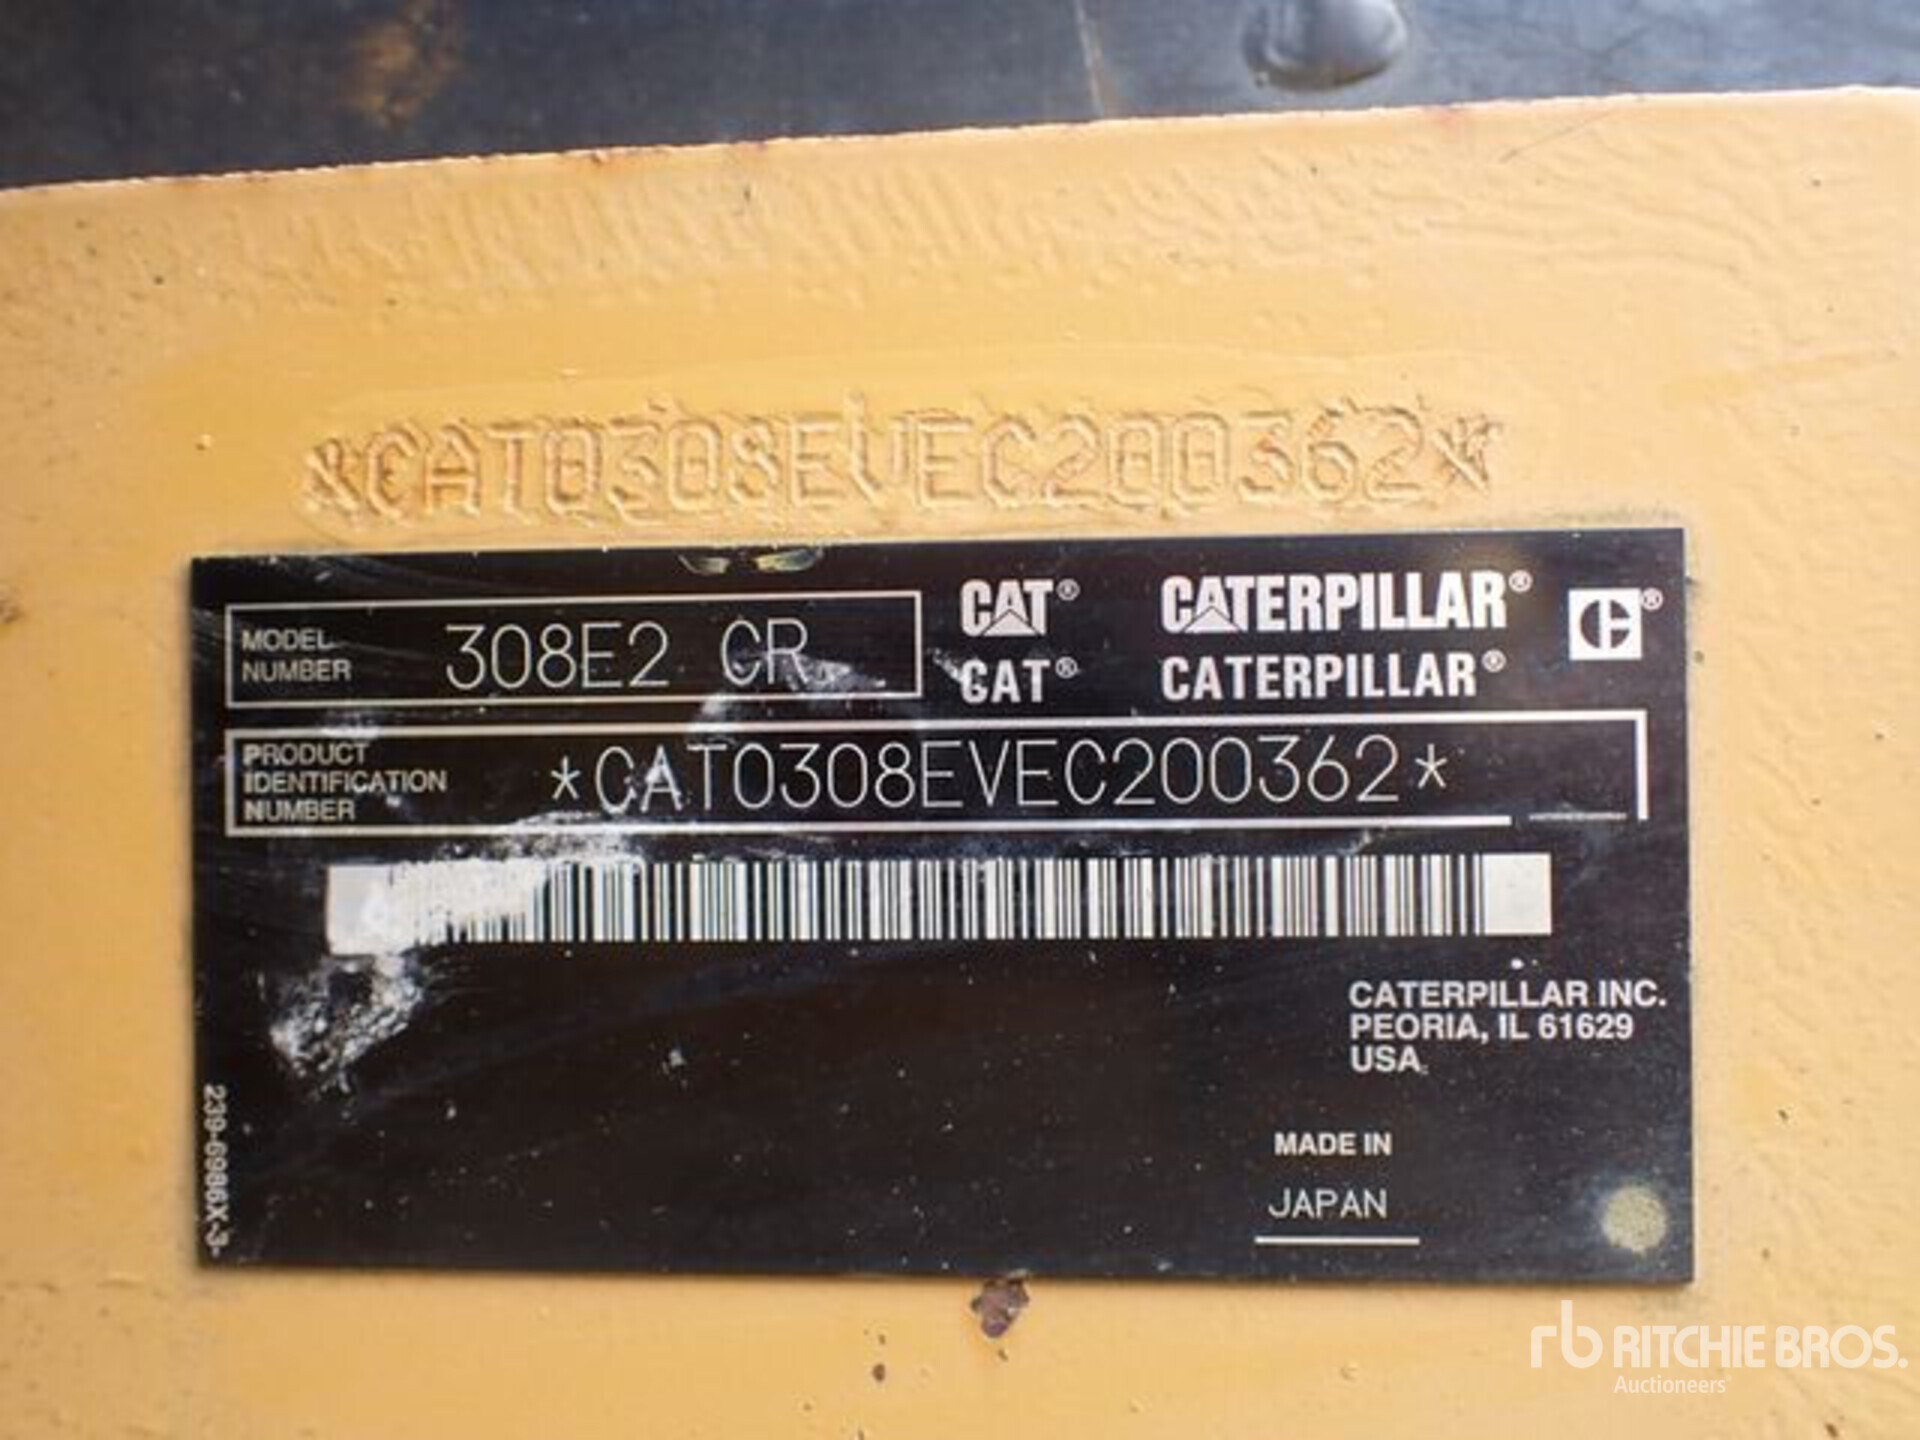 *CAT0308EVEC200362*
MODEL NUMBER 308E2 CR
CAT® CATERPILLAR® C®
CAT® CATERPILLAR®
PRODUCT IDENTIFICATION NUMBER *CAT0308EVEC200362*
CATERPILLAR INC.
PEORIA, IL 61629
USA
MADE IN
JAPAN
239-6986X-3
rb RITCHIE BROS.
Auctioneers